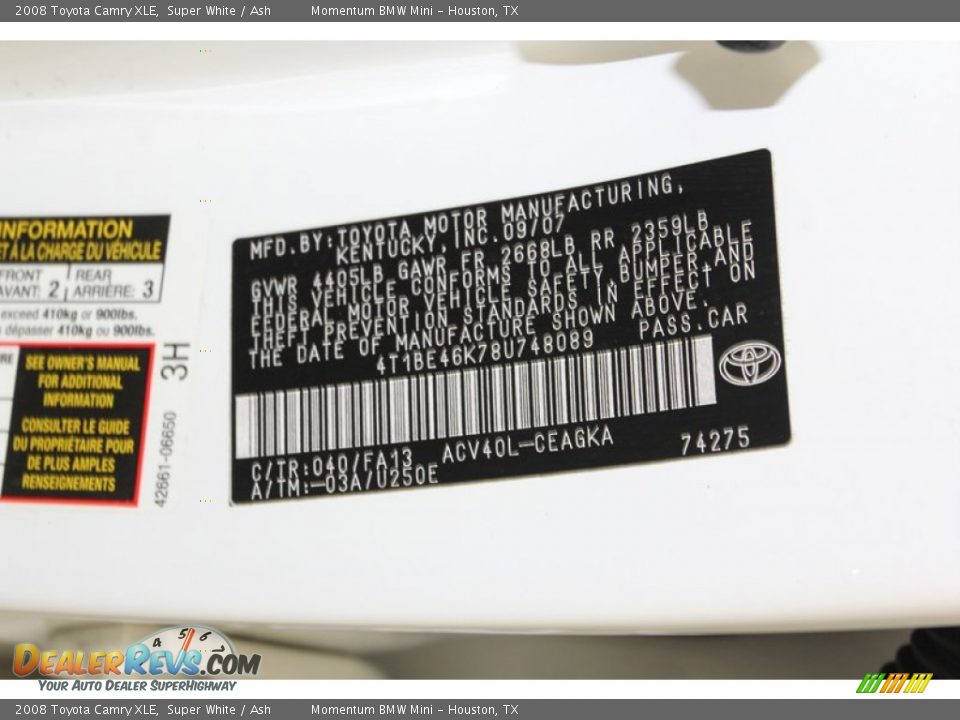 2008 Toyota Camry XLE,  Super White / Ash     Momentum BMW Mini - Houston, TX
INFORMATION
ET À LA CHARGE DU VÉHICULE
FRONT
AVANT: 2
REAR
ARRIÈRE: 3
exceed 410kg or 900lbs.
dépasser 410kg ou 900lbs.
SEE OWNER'S MANUAL
FOR ADDITIONAL
INFORMATION
CONSULTER LE GUIDE
DU PROPRIÉTAIRE POUR
DE PLUS AMPLES
RENSEIGNEMENTS
3H
42661-06650
MFD.BY:TOYOTA MOTOR MANUFACTURING,
KENTUCKY,INC.09/07
GVWR 4405LB GAWR FR 2668LB RR 2359LB
THIS VEHICLE CONFORMS TO ALL APPLICABLE
FEDERAL MOTOR VEHICLE SAFETY,BUMPER,AND
THEFT PREVENTION STANDARDS IN EFFECT ON
THE DATE OF MANUFACTURE SHOWN ABOVE.
4T1BE46K78U748089 PASS.CAR
C/TR:040/FA13 ACV40L-CEAGKA 74275
A/TM:-03A/U250E
4 5 6
DEALERREVS.COM
YOUR AUTO DEALER SUPERHIGHWAY
2008 Toyota Camry XLE,  Super White / Ash     Momentum BMW Mini - Houston, TX